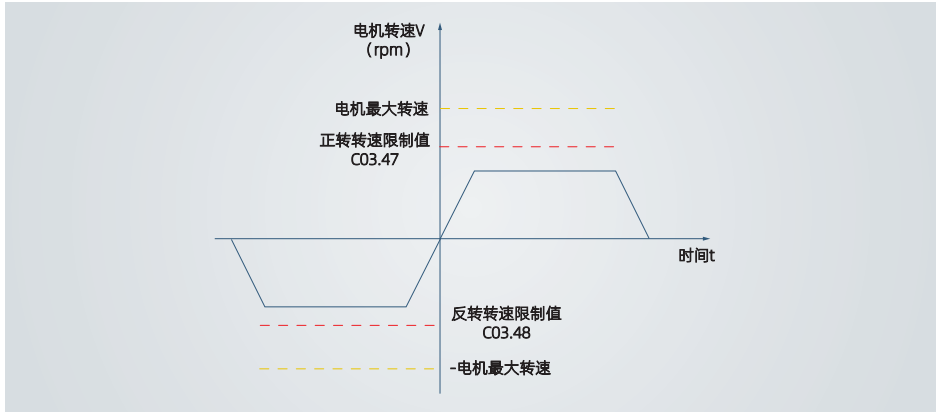 电机转速V
（rpm）
电机最大转速
正转转速限制值
C03.47
时间t
反转转速限制值
C03.48
-电机最大转速